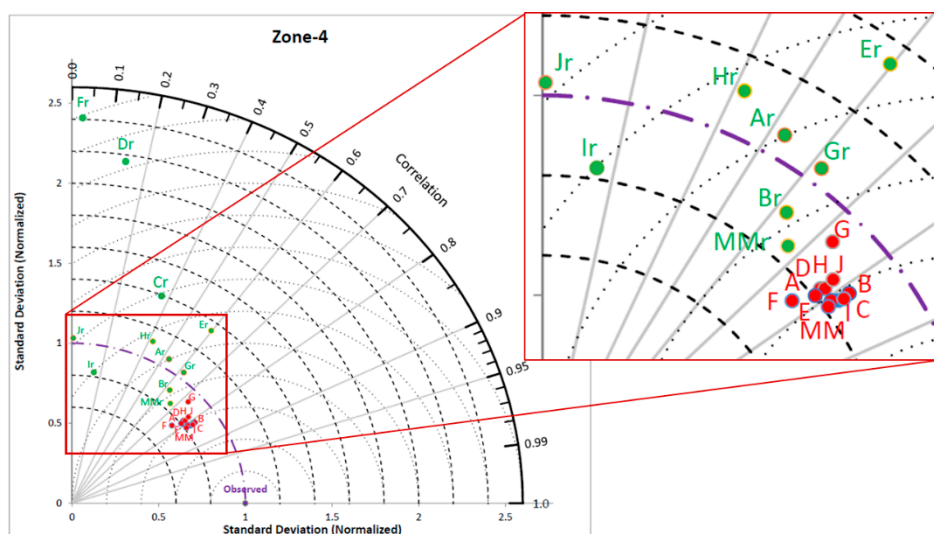 Zone-4
0.0
0.1
0.2
0.3
0.4
0.5
0.6
0.7
0.8
0.9
0.95
0.99
1.0
Correlation
Standard Deviation (Normalized)
2.5
2
1.5
1
0.5
0
Fr
Dr
Cr
Er
Jr
Hr
Ar
Ir
Gr
Br
MMr
G
D H J
A B
F E I C
MM
Observed
0 0.5 1 1.5 2 2.5
Standard Deviation (Normalized)
Er
Jr
Hr
Ar
Ir
Gr
Br
MMr
G
D H J
A B
F E I C
MM